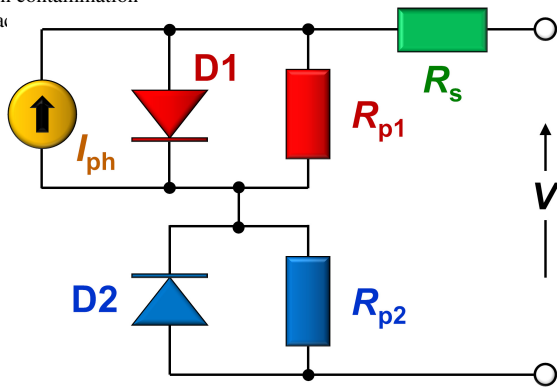 contamination
D1
Rs
Rp1
Iph
V
D2
Rp2